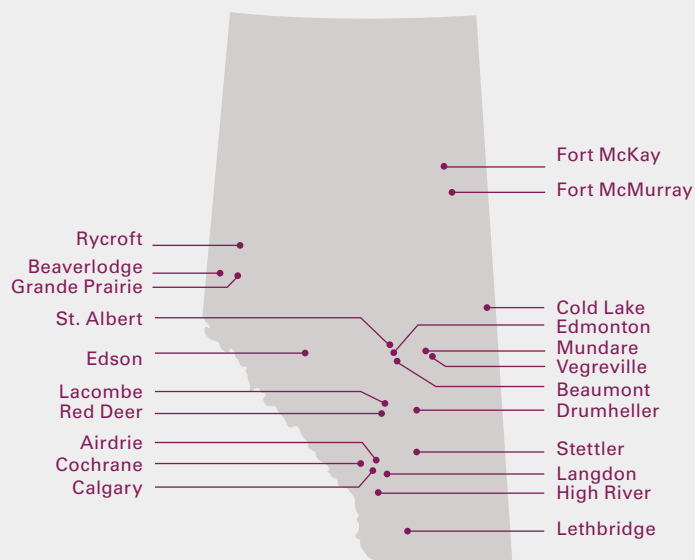 Fort McKay
Fort McMurray
Rycroft
Beaverlodge
Grande Prairie
St. Albert
Edson
Lacombe
Red Deer
Airdrie
Cochrane
Calgary
Cold Lake
Edmonton
Mundare
Vegreville
Beaumont
Drumheller
Stettler
Langdon
High River
Lethbridge